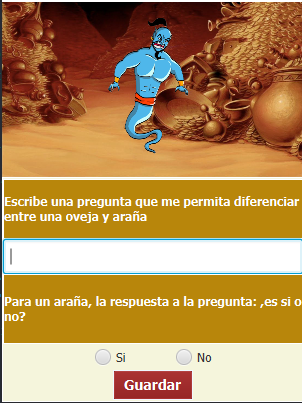 Escribe una pregunta que me permita diferenciar
entre una oveja y araña
Para un araña, la respuesta a la pregunta: ,es si o
no?
Si No
Guardar